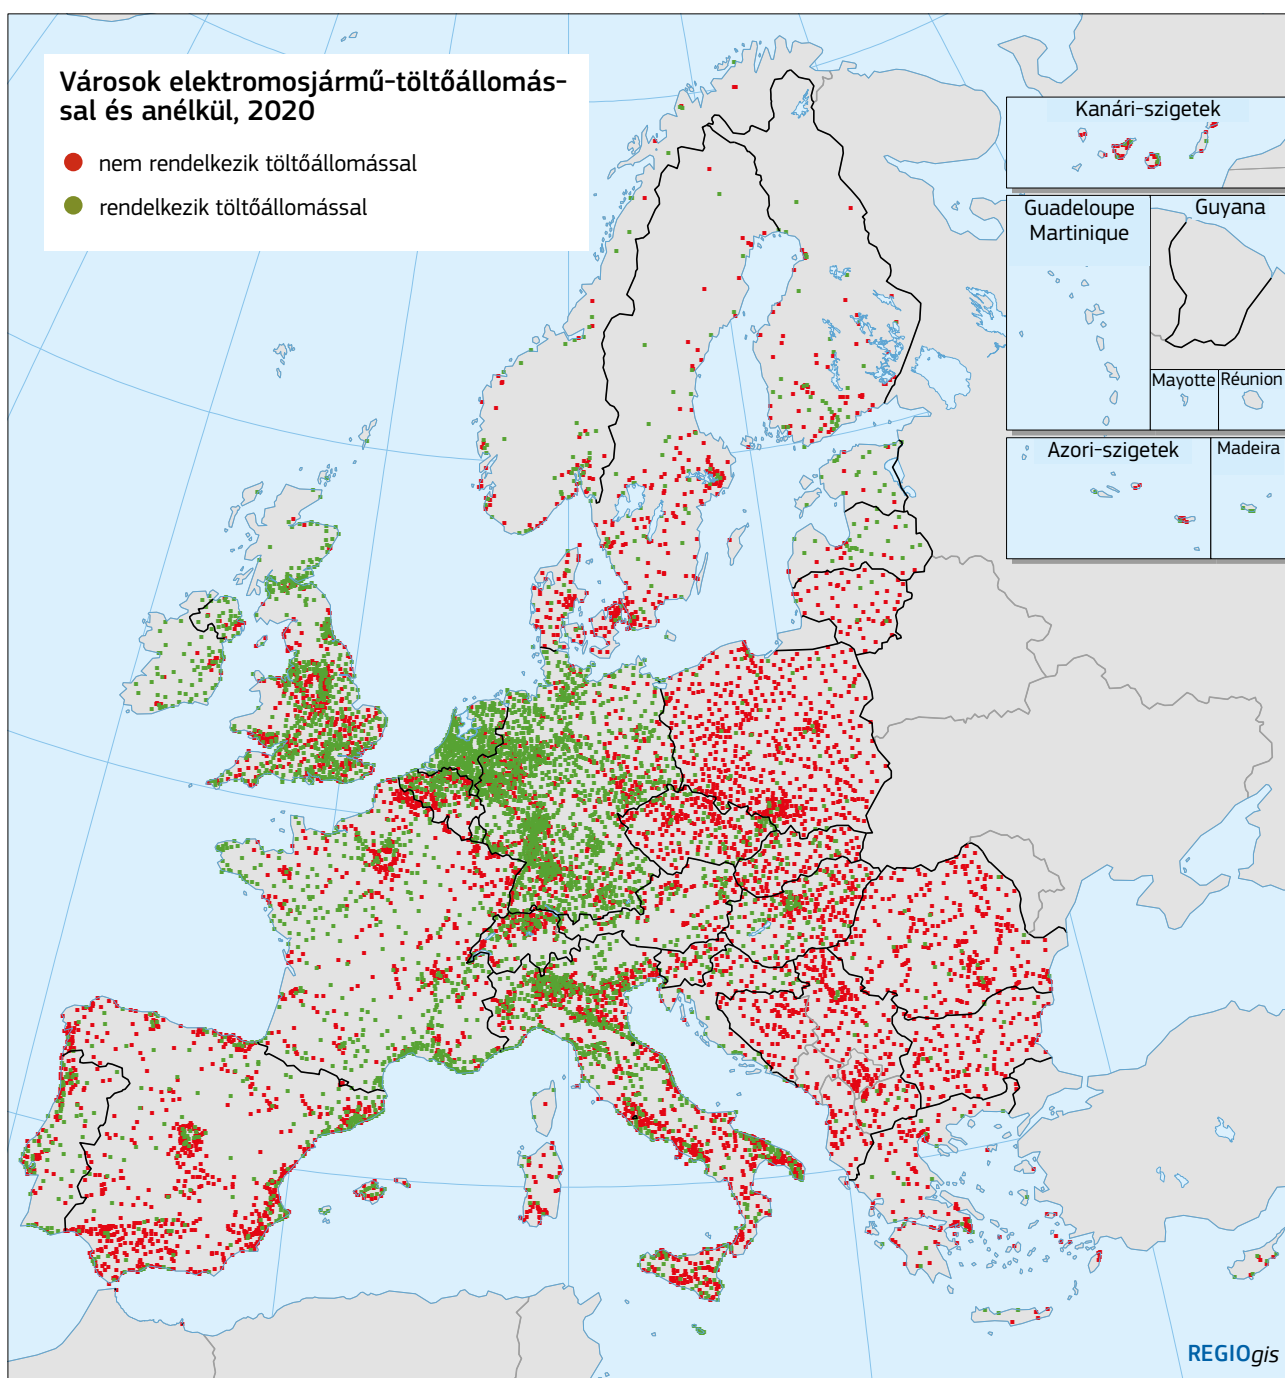 Városok elektromosjármű-töltőállomás-
sal és anélkül, 2020
nem rendelkezik töltőállomással
rendelkezik töltőállomással
Kanári-szigetek
Guadeloupe
Martinique
Guyana
Mayotte
Réunion
Azori-szigetek
Madeira
REGIOgis